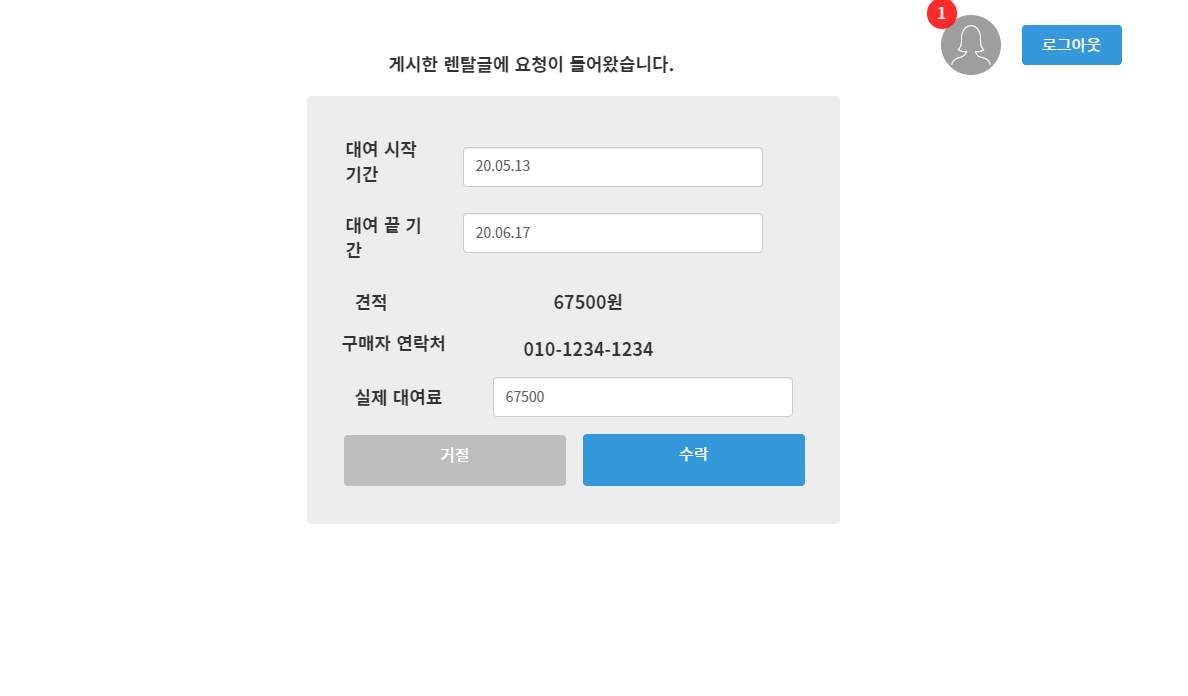 1
로그아웃
게시한 렌탈글에 요청이 들어왔습니다.
대여 시작
기간
20.05.13
대여 끝 기
간
20.06.17
견적
67500원
구매자 연락처
010-1234-1234
실제 대여료
67500
거절
수락